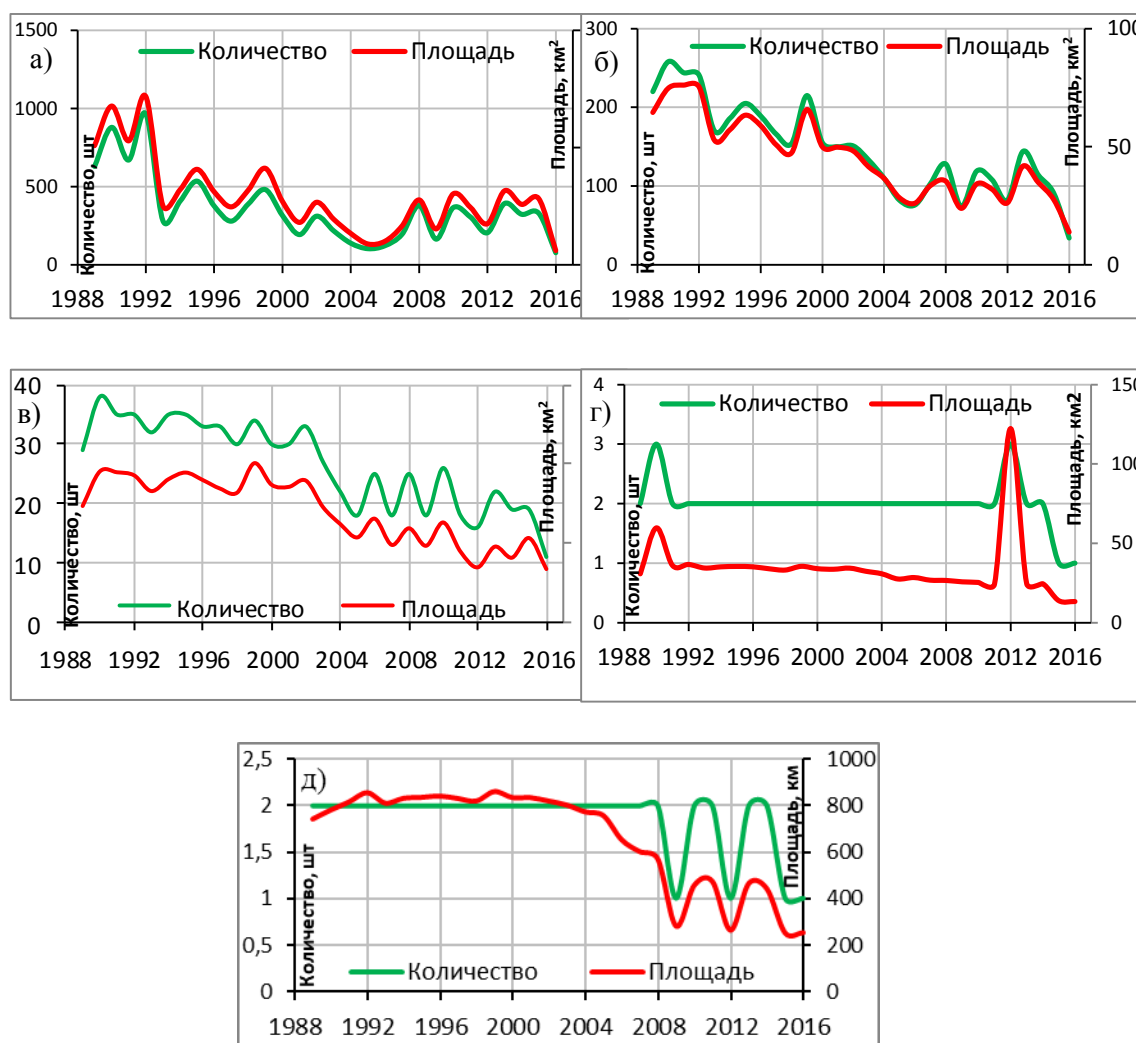 1500
1000
500
0
а)
Количество
Площадь
Количество, шт
Площадь, км²
1988 1992 1996 2000 2004 2008 2012 2016
300
200
100
0
б)
Количество
Площадь
Количество, шт
Площадь, км²
100
50
0
1988 1992 1996 2000 2004 2008 2012 2016
40
30
20
10
0
в)
Количество, шт
Площадь, км²
Количество
Площадь
1988 1992 1996 2000 2004 2008 2012 2016
4
3
2
1
0
г)
Количество
Площадь
Количество, шт
Площадь, км2
150
100
50
0
1988 1992 1996 2000 2004 2008 2012 2016
2,5
2
1,5
1
0,5
0
д)
Количество, шт
Площадь, км
Количество
Площадь
1000
800
600
400
200
0
1988 1992 1996 2000 2004 2008 2012 2016